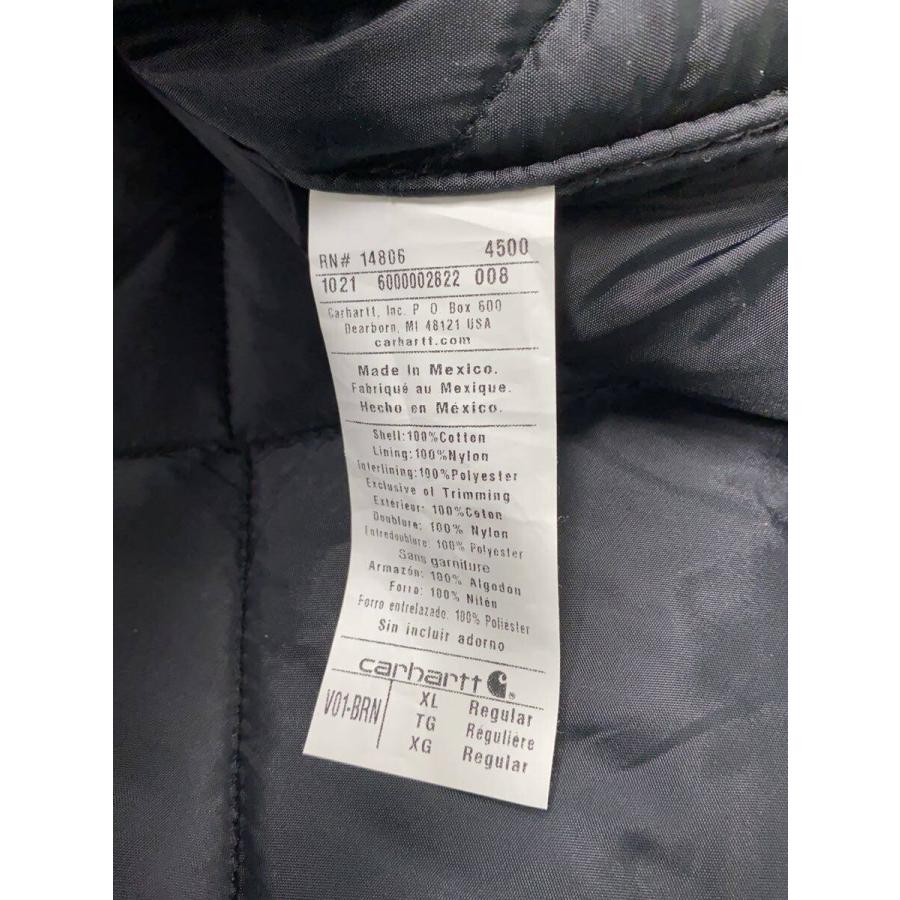 RN# 14806 4500
1021 6000002822 008
Carhartt, Inc. P O Box 600
Dearborn, MI 48121 USA
carhartt.com
Made in Mexico.
Fabriqué au Mexique.
Hecho en México.
Shell:100%Cotton
Lining:100%Nylon
Interlining:100%Polyester
Exclusive of Trimming
Extérieur: 100%Coton
Doublure: 100% Nylon
Entredoublure: 100% Polyester
Sans garniture
Armazón: 100% Algodon
Forro: 100% Nilén
Forro entrelazado: 100% Poliester
Sin incluir adorno
carhartt
V01-BRN XL Regular
TG Régulière
XG Regular